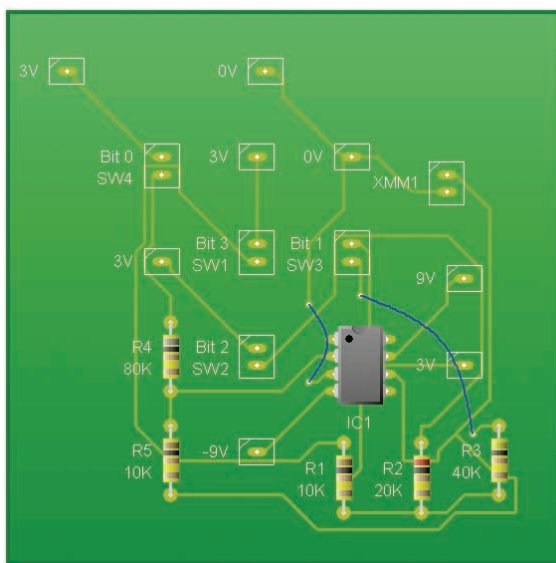 3V
0V
Bit 0
SW4
3V
0V
XMM1
Bit 3
SW1
Bit 1
SW3
3V
9V
Bit 2
SW2
R4
80K
3V
IC1
R5
10K
-9V
R1
10K
R2
20K
R3
40K